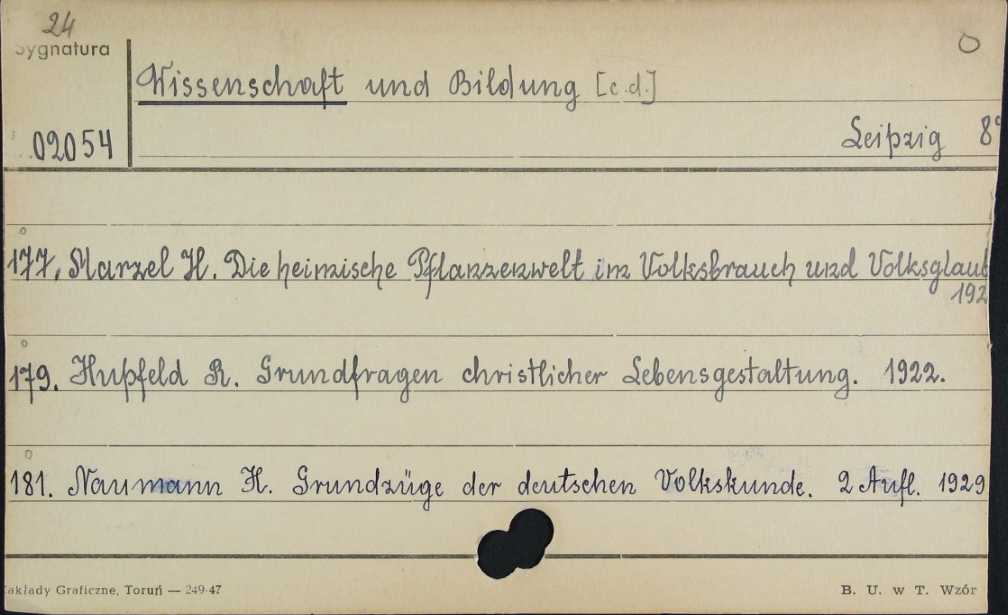 24
Sygnatura
Wissenschaft und Bildung [c.d.]
02054
Leipzig 8°
177. Marzel H. Die heimische Pflanzenwelt im Volksbrauch und Volksglaub
192
179. Hupfeld R. Grundfragen christlicher Lebensgestaltung. 1922.
181. Naumann H. Grundzüge der deutschen Volkskunde. 2 Aufl. 1929
Zakłady Graficzne, Toruń — 249-47
B. U. w T. Wzór